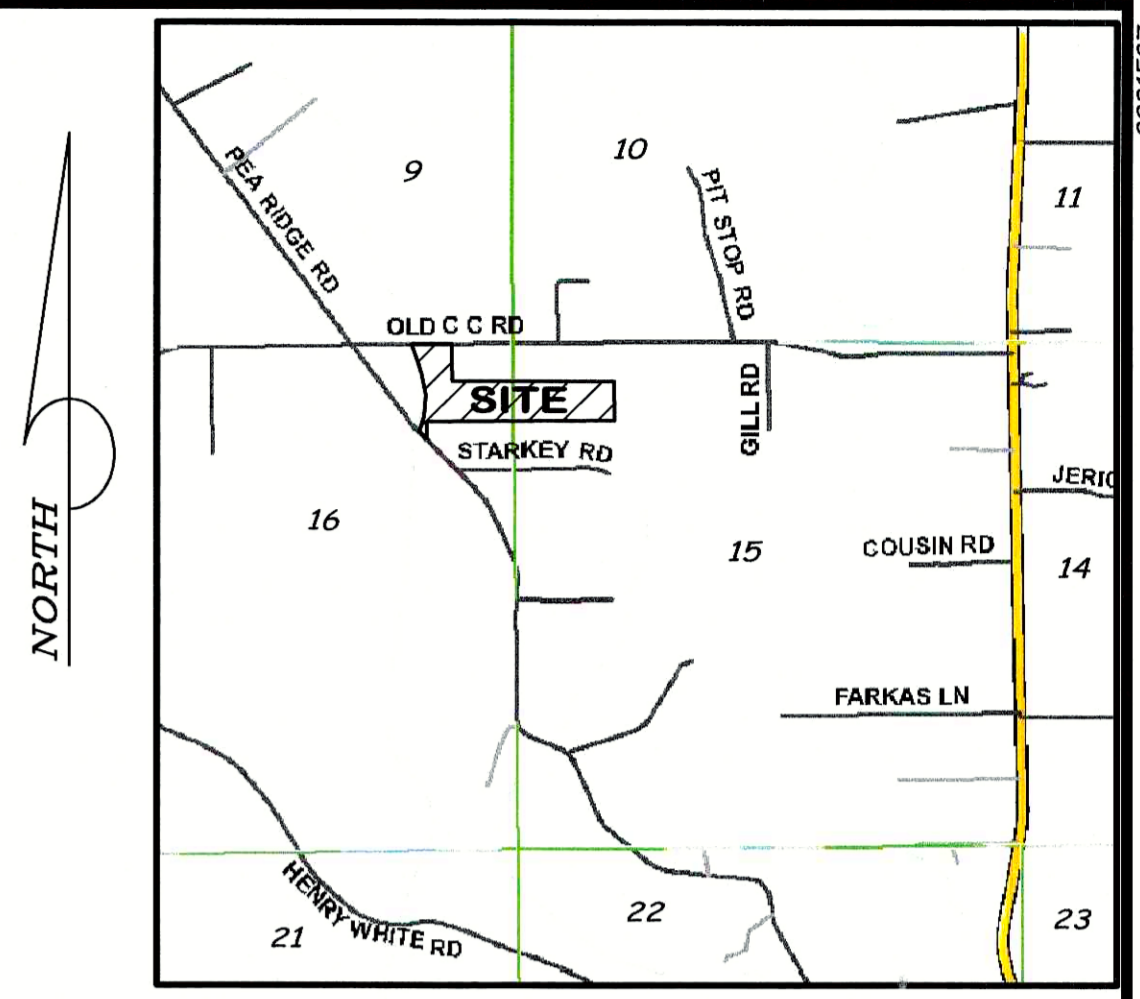 9
10
11
PEA RIDGE RD
PIT STOP RD
OLD C C RD
SITE
GILL RD
STARKEY RD
JERIC
NORTH
16
15
COUSIN RD
14
FARKAS LN
HENRY WHITE RD
21
22
23